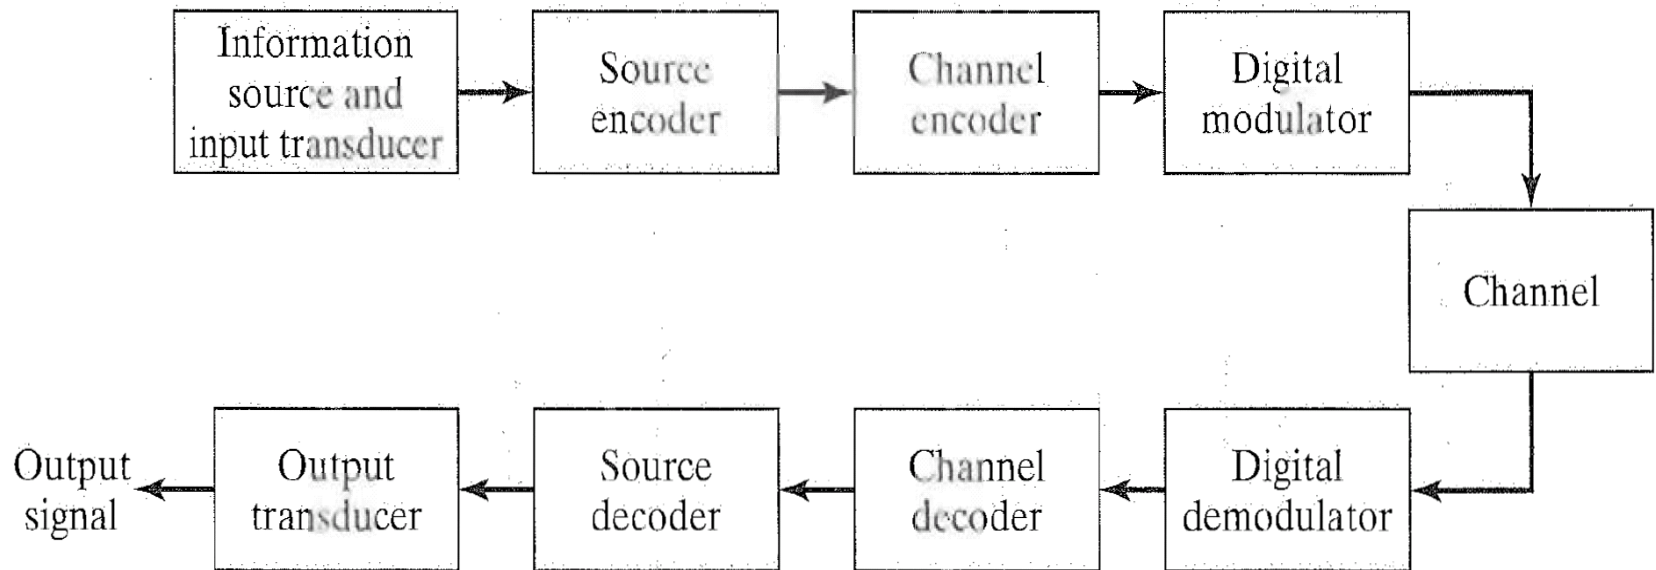 Information
source and
input transducer
Source
encoder
Channel
encoder
Digital
modulator
Channel
Output
signal
Output
transducer
Source
decoder
Channel
decoder
Digital
demodulator